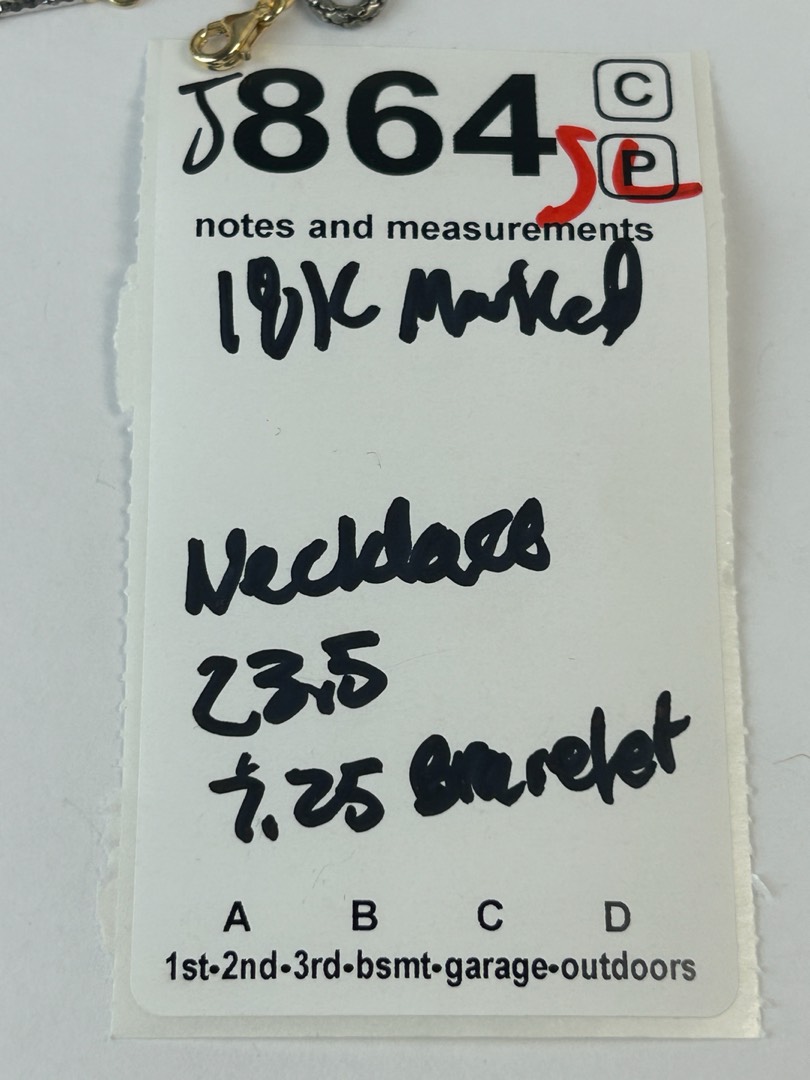 J864 SL
C
P
notes and measurements
18K Marked
Necklace
23.5
7.25 Bracelet
A B C D
1st•2nd•3rd•bsmt•garage•outdoors